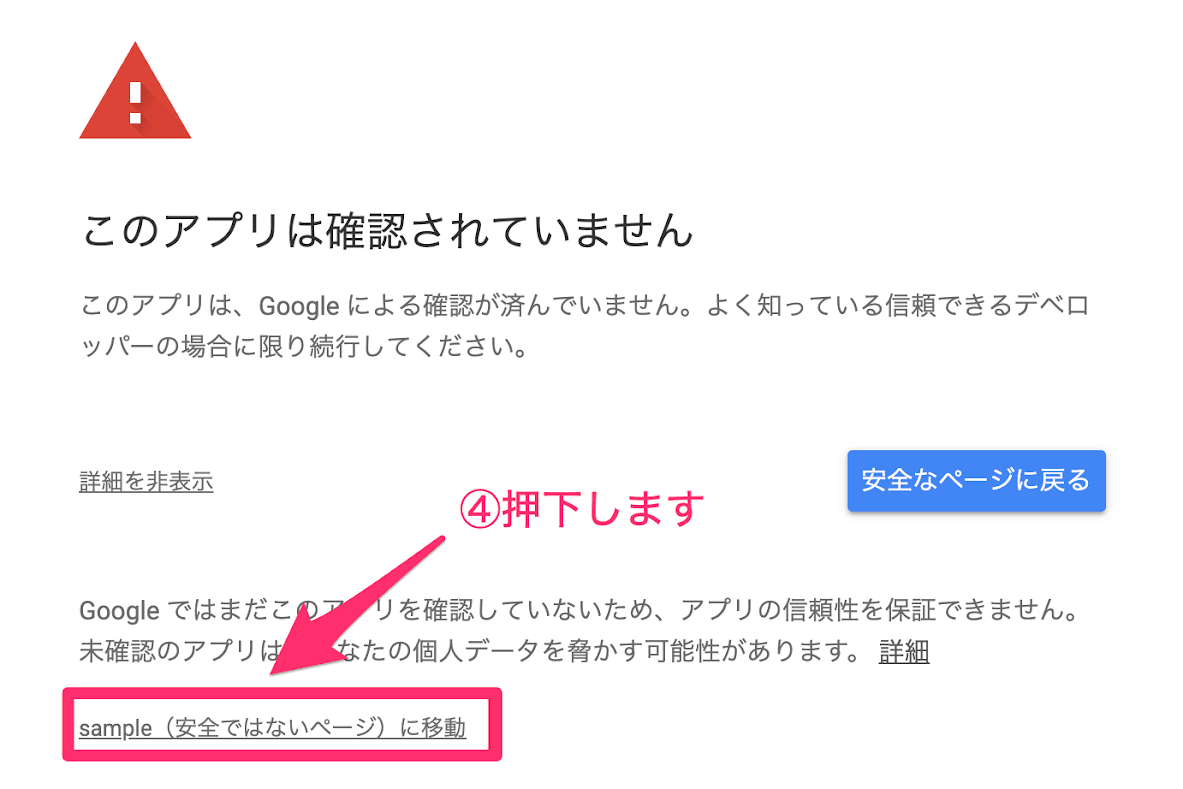 このアプリは確認されていません
このアプリは、Google による確認が済んでいません。よく知っている信頼できるデベロ
ッパーの場合に限り続行してください。
詳細を非表示
安全なページに戻る
④押下します
Google ではまだこのアプリを確認していないため、アプリの信頼性を保証できません。
未確認のアプリは、あなたの個人データを脅かす可能性があります。 詳細
sample（安全ではないページ）に移動